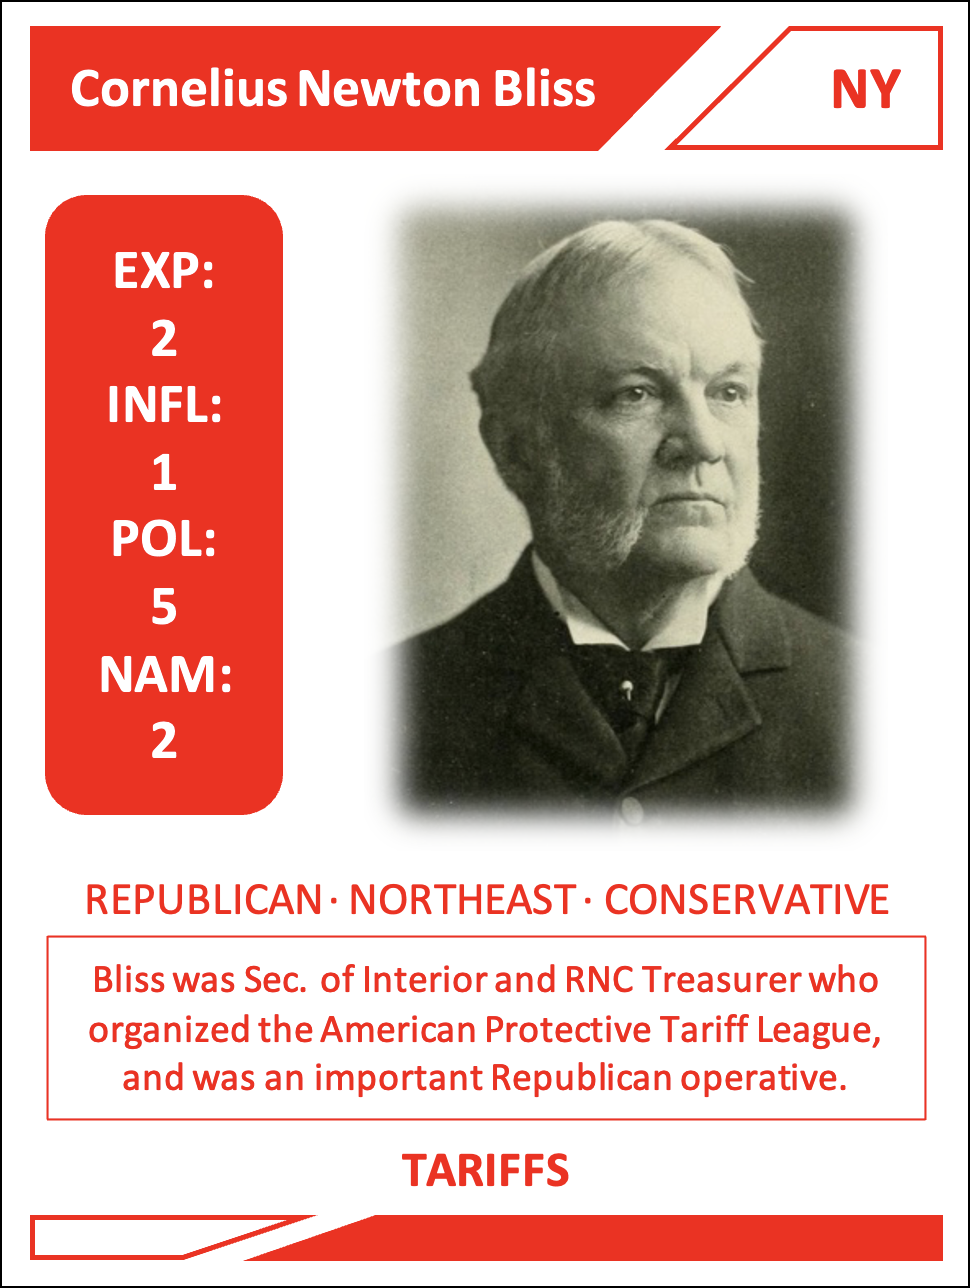 Cornelius Newton Bliss
NY
EXP:
2
INFL:
1
POL:
5
NAM:
2
REPUBLICAN · NORTHEAST · CONSERVATIVE
Bliss was Sec. of Interior and RNC Treasurer who
organized the American Protective Tariff League,
and was an important Republican operative.
TARIFFS